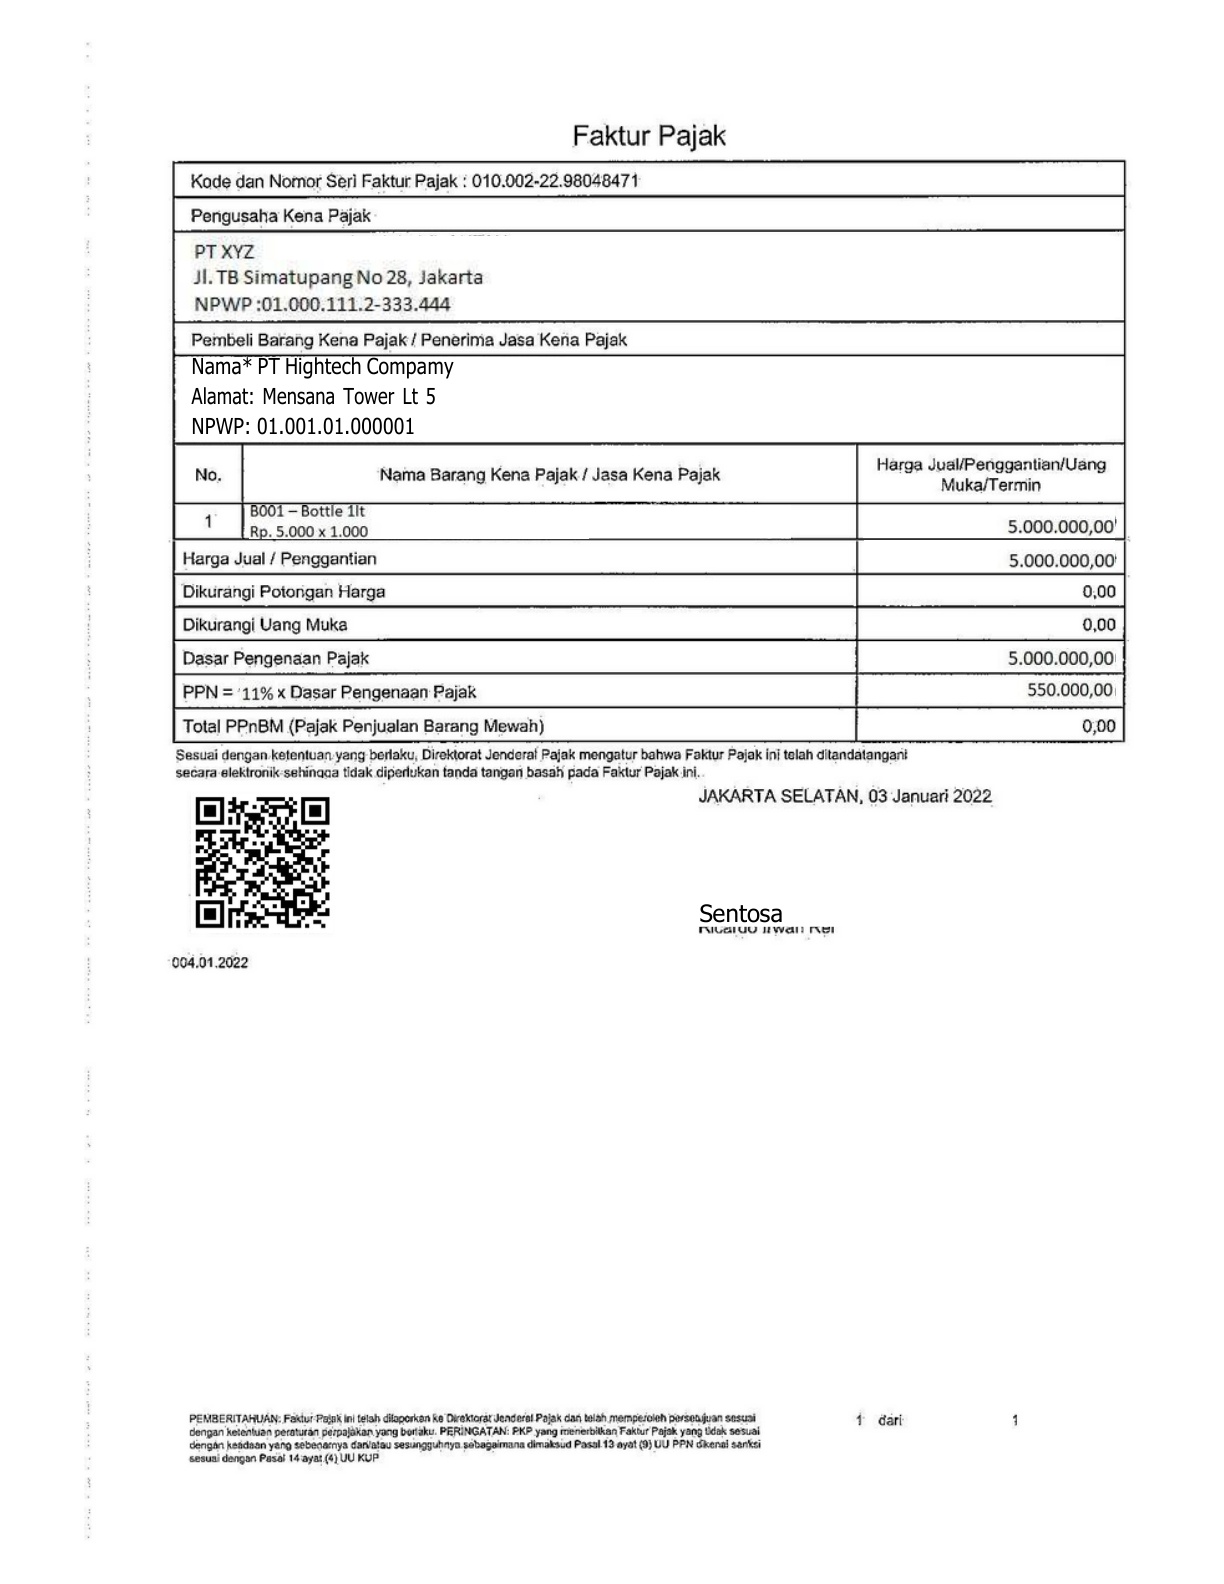 Faktur Pajak
Kode dan Nomor Seri Faktur Pajak : 010.002-22.98048471
Pengusaha Kena Pajak
PT XYZ
Jl. TB Simatupang No 28, Jakarta
NPWP :01.000.111.2-333.444
Pembeli Barang Kena Pajak / Penerima Jasa Kena Pajak
Nama* PT Hightech Compamy
Alamat: Mensana Tower Lt 5
NPWP: 01.001.01.000001
No. Nama Barang Kena Pajak / Jasa Kena Pajak Harga Jual/Penggantian/Uang
Muka/Termin
B001 – Bottle 1lt
1 Rp. 5.000 x 1.000 5.000.000,00
Harga Jual / Penggantian 5.000.000,00
Dikurangi Potongan Harga 0,00
Dikurangi Uang Muka 0,00
Dasar Pengenaan Pajak 5.000.000,00
PPN = 11% x Dasar Pengenaan Pajak 550.000,00
Total PPnBM (Pajak Penjualan Barang Mewah) 0,00
Sesuai dengan ketentuan yang berlaku, Direktorat Jenderal Pajak mengatur bahwa Faktur Pajak ini telah ditandatangani
secara elektronik sehingga tidak diperlukan tanda tangan basah pada Faktur Pajak ini.
JAKARTA SELATAN, 03 Januari 2022
Sentosa
004.01.2022
PEMBERITAHUAN: Faktur Pajak ini telah dilaporkan ke Direktorat Jenderal Pajak dan telah memperoleh persetujuan sesuai
dengan ketentuan peraturan perpajakan yang berlaku. PERINGATAN: PKP yang menerbitkan Faktur Pajak yang tidak sesuai
dengan keadaan yang sebenarnya dan/atau sesungguhnya sebagaimana dimaksud Pasal 13 ayat (9) UU PPN dikenai sanksi
sesuai dengan Pasal 14 ayat (4) UU KUP
1 dari 1